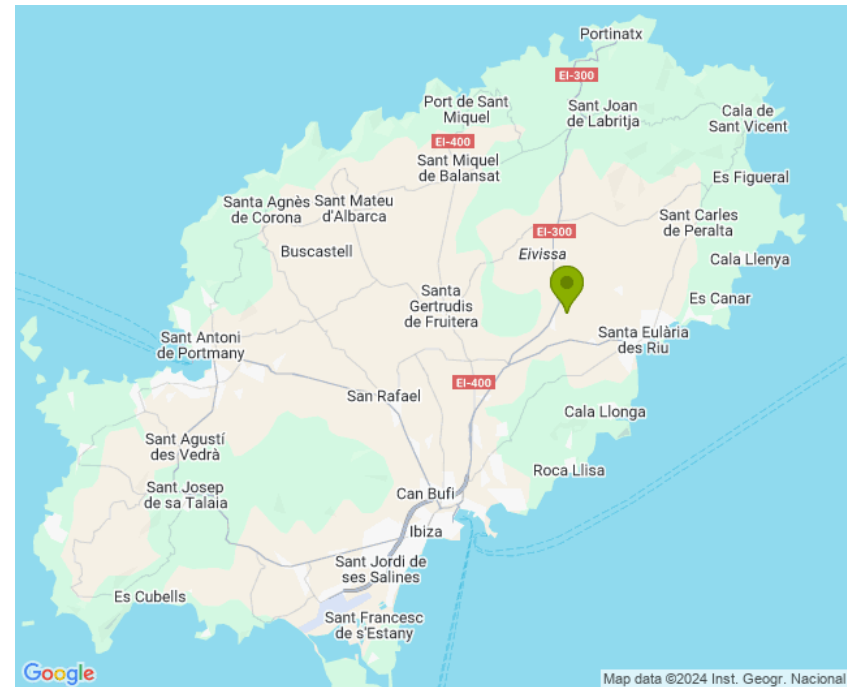 Portinatx
EI-300
Port de Sant
Miquel
Sant Joan
de Labritja
Cala de
Sant Vicent
EI-400
Sant Miquel
de Balansat
Es Figueral
Santa Agnès
de Corona
Sant Mateu
d'Albarca
Sant Carles
de Peralta
EI-300
Buscastell
Eivissa
Cala Llenya
Santa
Gertrudis
de Fruitera
Es Canar
Sant Antoni
de Portmany
Santa Eulària
des Riu
EI-400
San Rafael
Cala Llonga
Sant Agustí
des Vedrà
Roca Llisa
Sant Josep
de sa Talaia
Can Bufi
Ibiza
Sant Jordi de
ses Salines
Es Cubells
Sant Francesc
de s'Estany
Google
Map data ©2024 Inst. Geogr. Nacional